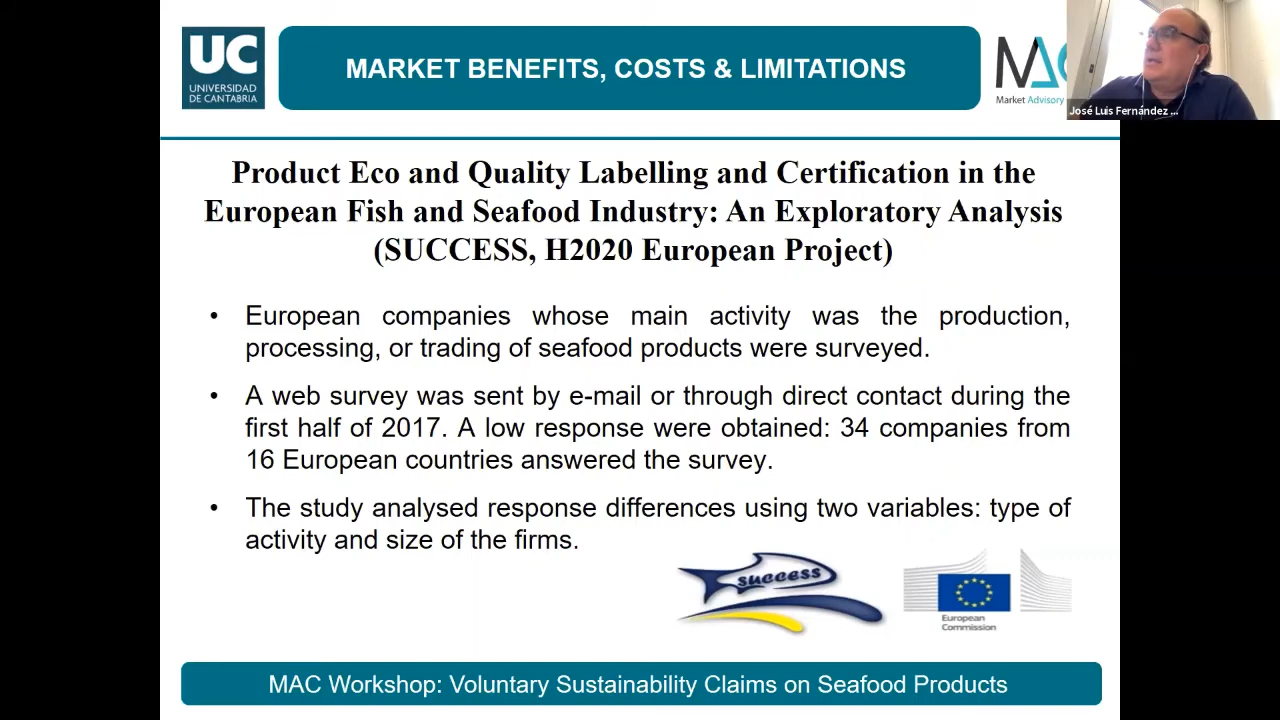 UC
UNIVERSIDAD
DE CANTABRIA
MARKET BENEFITS, COSTS & LIMITATIONS
MAC
Market Advisory
José Luis Fernández ...
Product Eco and Quality Labelling and Certification in the
European Fish and Seafood Industry: An Exploratory Analysis
(SUCCESS, H2020 European Project)
• European companies whose main activity was the production,
processing, or trading of seafood products were surveyed.
• A web survey was sent by e-mail or through direct contact during the
first half of 2017. A low response were obtained: 34 companies from
16 European countries answered the survey.
• The study analysed response differences using two variables: type of
activity and size of the firms.
success
European
Commission
MAC Workshop: Voluntary Sustainability Claims on Seafood Products